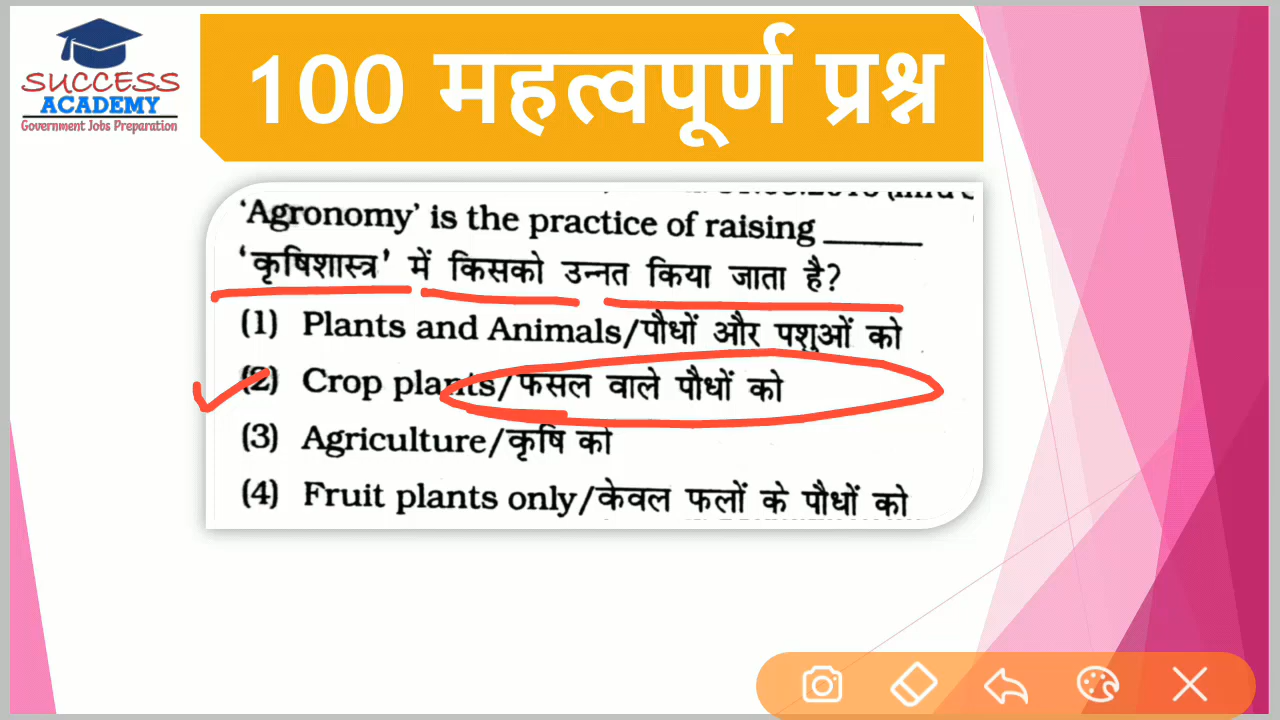 SUCCESS
ACADEMY
Government Jobs Preparation
100 महत्वपूर्ण प्रश्न
'Agronomy' is the practice of raising ______
'कृषिशास्त्र' में किसको उन्नत किया जाता है?
(1) Plants and Animals/पौधों और पशुओं को
(2) Crop plants/फसल वाले पौधों को
(3) Agriculture/कृषि को
(4) Fruit plants only/केवल फलों के पौधों को